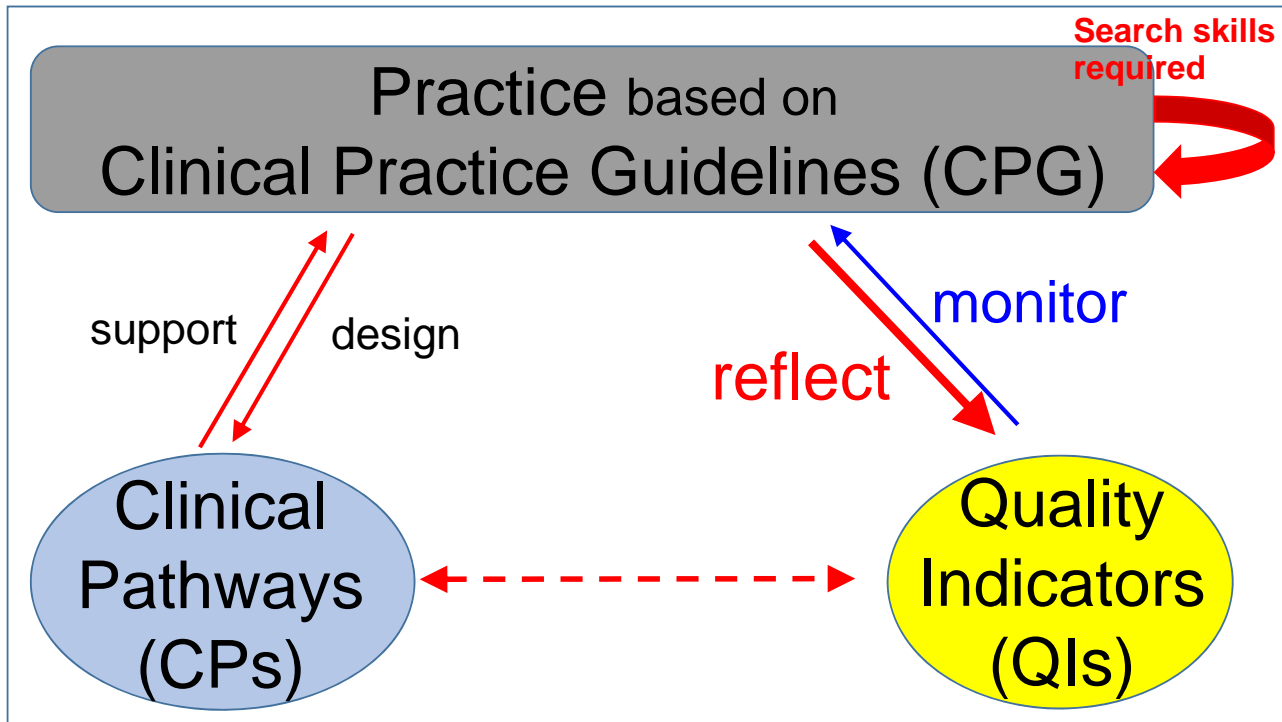 Search skills
required
Practice based on
Clinical Practice Guidelines (CPG)
support
design
monitor
reflect
Clinical
Pathways
(CPs)
Quality
Indicators
(QIs)